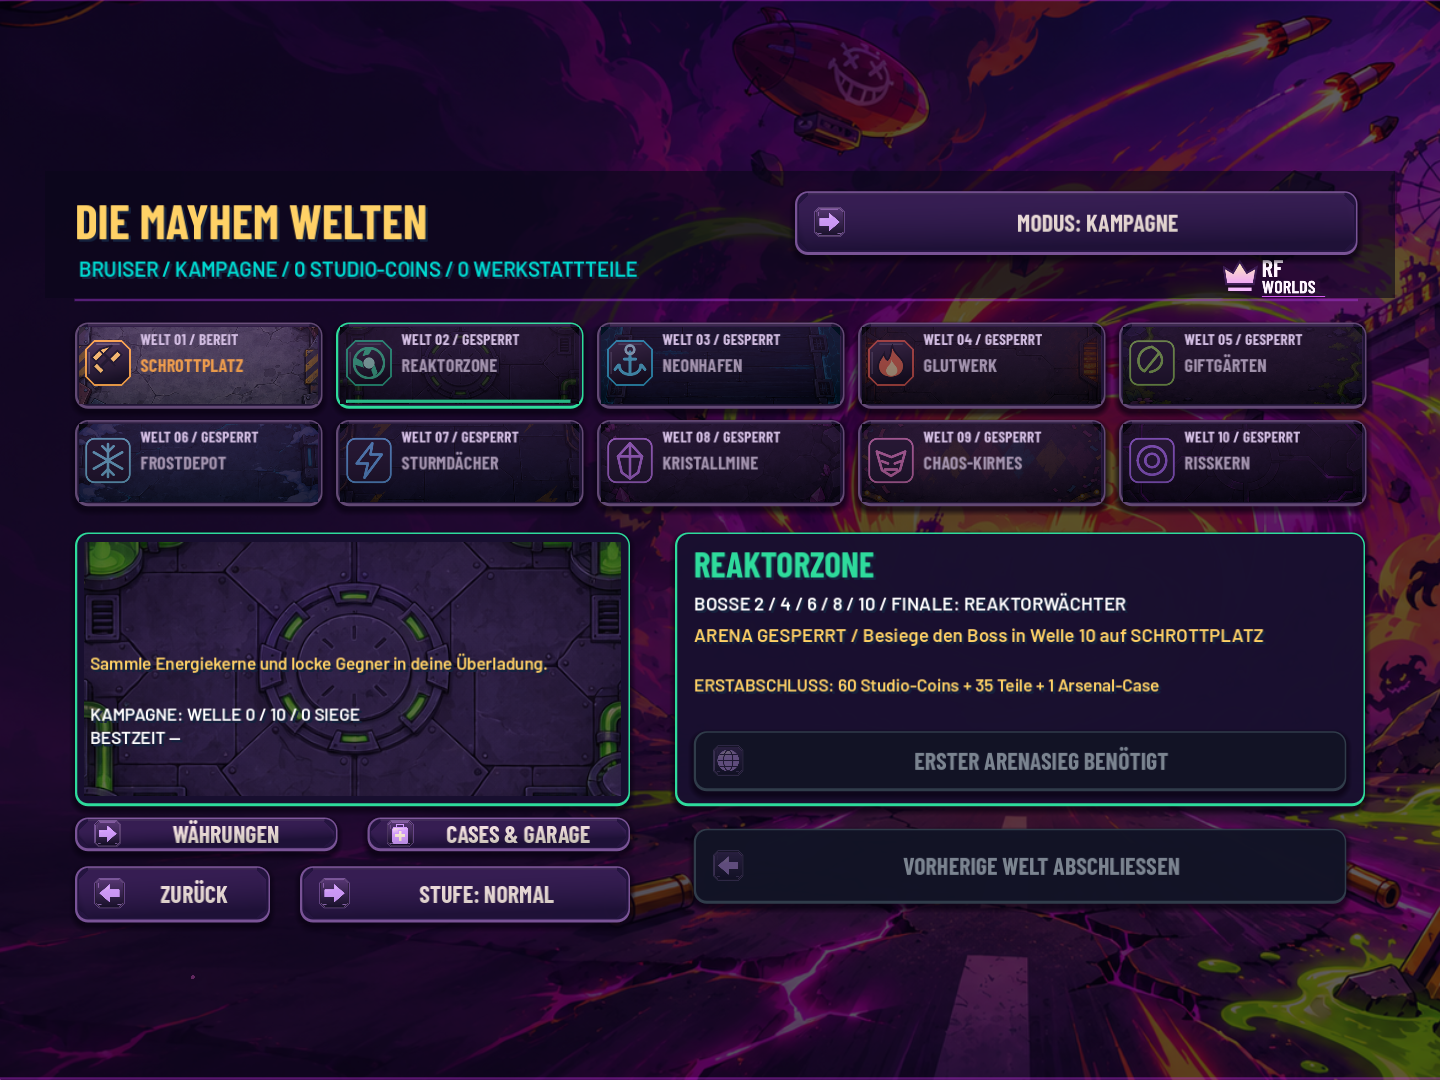 DIE MAYHEM WELTEN
MODUS: KAMPAGNE
BRUISER / KAMPAGNE / 0 STUDIO-COINS / 0 WERKSTATTTEILE
RF
WORLDS
WELT 01 / BEREIT
SCHROTTPLATZ
WELT 02 / GESPERRT
REAKTORZONE
WELT 03 / GESPERRT
NEONHAFEN
WELT 04 / GESPERRT
GLUTWERK
WELT 05 / GESPERRT
GIFTGÄRTEN
WELT 06 / GESPERRT
FROSTDEPOT
WELT 07 / GESPERRT
STURMDÄCHER
WELT 08 / GESPERRT
KRISTALLMINE
WELT 09 / GESPERRT
CHAOS-KIRMES
WELT 10 / GESPERRT
RISSKERN
Sammle Energiekerne und locke Gegner in deine Überladung.
KAMPAGNE: WELLE 0 / 10 / 0 SIEGE
BESTZEIT —
REAKTORZONE
BOSSE 2 / 4 / 6 / 8 / 10 / FINALE: REAKTORWÄCHTER
ARENA GESPERRT / Besiege den Boss in Welle 10 auf SCHROTTPLATZ
ERSTABSCHLUSS: 60 Studio-Coins + 35 Teile + 1 Arsenal-Case
ERSTER ARENASIEG BENÖTIGT
WÄHRUNGEN
CASES & GARAGE
ZURÜCK
STUFE: NORMAL
VORHERIGE WELT ABSCHLIESSEN